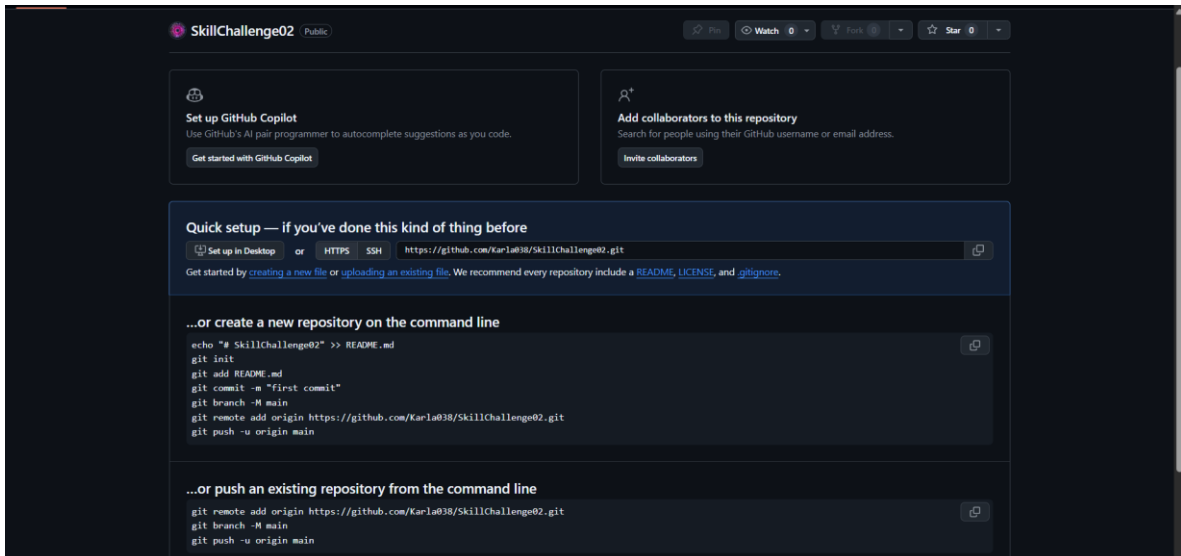 SkillChallenge02 Public
Pin Watch 0 Fork 0 Star 0
Set up GitHub Copilot
Use GitHub's AI pair programmer to autocomplete suggestions as you code.
Get started with GitHub Copilot
Add collaborators to this repository
Search for people using their GitHub username or email address.
Invite collaborators
Quick setup — if you've done this kind of thing before
Set up in Desktop or HTTPS SSH https://github.com/Karla038/SkillChallenge02.git
Get started by creating a new file or uploading an existing file. We recommend every repository include a README, LICENSE, and .gitignore.
...or create a new repository on the command line
echo "# SkillChallenge02" >> README.md
git init
git add README.md
git commit -m "first commit"
git branch -M main
git remote add origin https://github.com/Karla038/SkillChallenge02.git
git push -u origin main
...or push an existing repository from the command line
git remote add origin https://github.com/Karla038/SkillChallenge02.git
git branch -M main
git push -u origin main